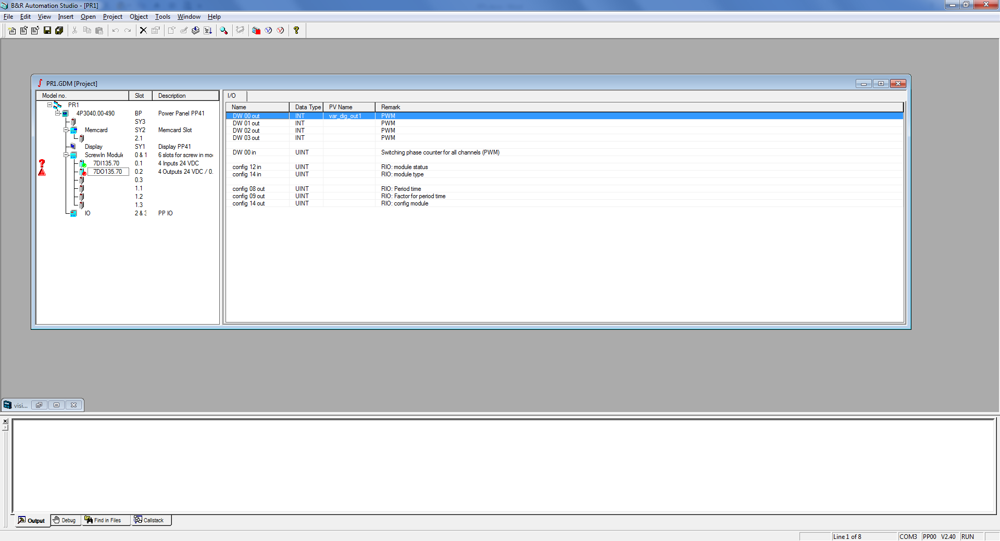 B&R Automation Studio - [PR1]
File Edit View Insert Open Project Object Tools Window Help
PR1.GDM [Project]
Model no. Slot Description
PR1
4P3040.00-490 BP Power Panel PP41
SY3
Memcard SY2 Memcard Slot
2.1
Display SY1 Display PP41
ScrewIn Module 0 & 1 6 slots for screw in mo
7DI135.70 0.1 4 Inputs 24 VDC
7DO135.70 0.2 4 Outputs 24 VDC / 0.
0.3
1.1
1.2
1.3
IO 2 & 3 PP IO
I/O
Name Data Type PV Name Remark
DW 00 out INT var_dig_out1 PWM
DW 01 out INT PWM
DW 02 out INT PWM
DW 03 out INT PWM
DW 00 in UINT Switching phase counter for all channels (PWM)
config 12 in UINT RIO: module status
config 14 in UINT RIO: module type
config 08 out UINT RIO: Period time
config 09 out UINT RIO: Factor for period time
config 14 out UINT RIO: config module
visi...
Output Debug Find in Files Callstack
Line 1 of 8 COM3 PP00 V2.40 RUN